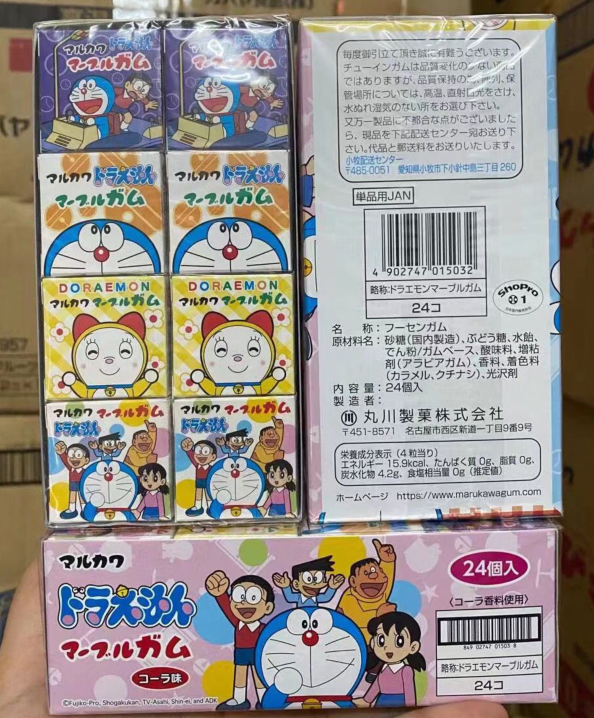 マルカワ ドラえもん
マーブルガム
マルカワ ドラえもん
マーブルガム
マルカワ ドラえもん
マーブルガム
マルカワ ドラえもん
マーブルガム
DORAEMON
マルカワ マーブルガム
DORAEMON
マルカワ マーブルガム
マルカワ マーブルガム
ドラえもん
マルカワ マーブルガム
ドラえもん
毎度御引立て頂き誠に有難うございます。
チューインガムは品質変化の少ない
ではありますが、品質保持の
管場所については、高温、直射日光をさけ、
水ぬれ湿気のない所をお選び下さい。
又万一製品に不都合な点がございました
ら、現品を下記配送センター宛お送り下
さい。代品と郵送料をお送りいたします。
小牧配送センター
〒485-0051 愛知県小牧市下小針中島三丁目260
単品用JAN
4 902747 015032
略称:ドラエモンマーブルガム
24コ
ShoPro
1
名 称: フーセンガム
原材料名: 砂糖(国内製造)、ぶどう糖、水飴、
でん粉/ガムベース、酸味料、増粘
剤(アラビアガム)、香料、着色料
(カラメル、クチナシ)、光沢剤
内 容 量: 24個入
製 造 者:
丸川製菓株式会社
〒451-8571 名古屋市西区新道一丁目9番10号
栄養成分表示(4粒当り)
エネルギー 15.9kcal、たんぱく質 0g、脂質 0g、
炭水化物 4.2g、食塩相当量 0g(推定値)
ホームページ https://www.marukawagum.com/
マルカワ
ドラえもん
マーブルガム
コーラ味
24個入
〈コーラ香料使用〉
849 02747 01503 8
略称:ドラエモンマーブルガム
24コ
©Fujiko-Pro, Shogakukan, TV-Asahi, Shin-ei, and ADK